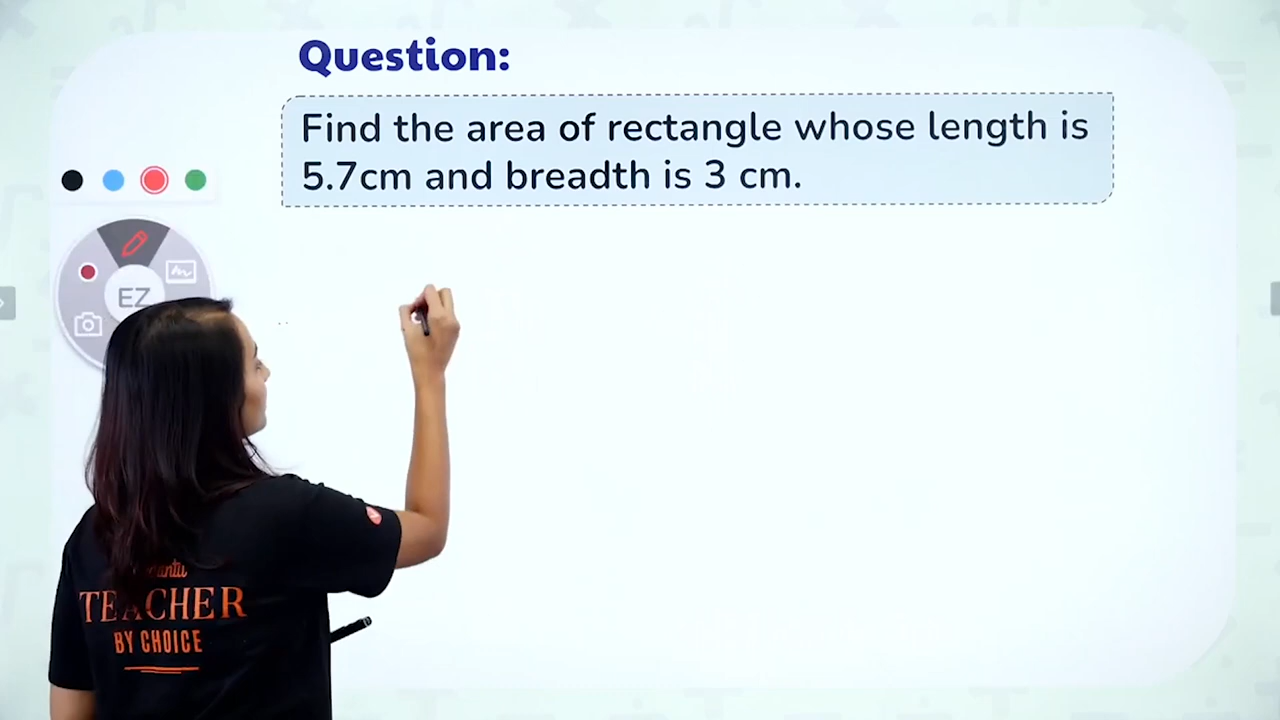 Question:
Find the area of rectangle whose length is
5.7cm and breadth is 3 cm.
EZ
TEACHER
BY CHOICE